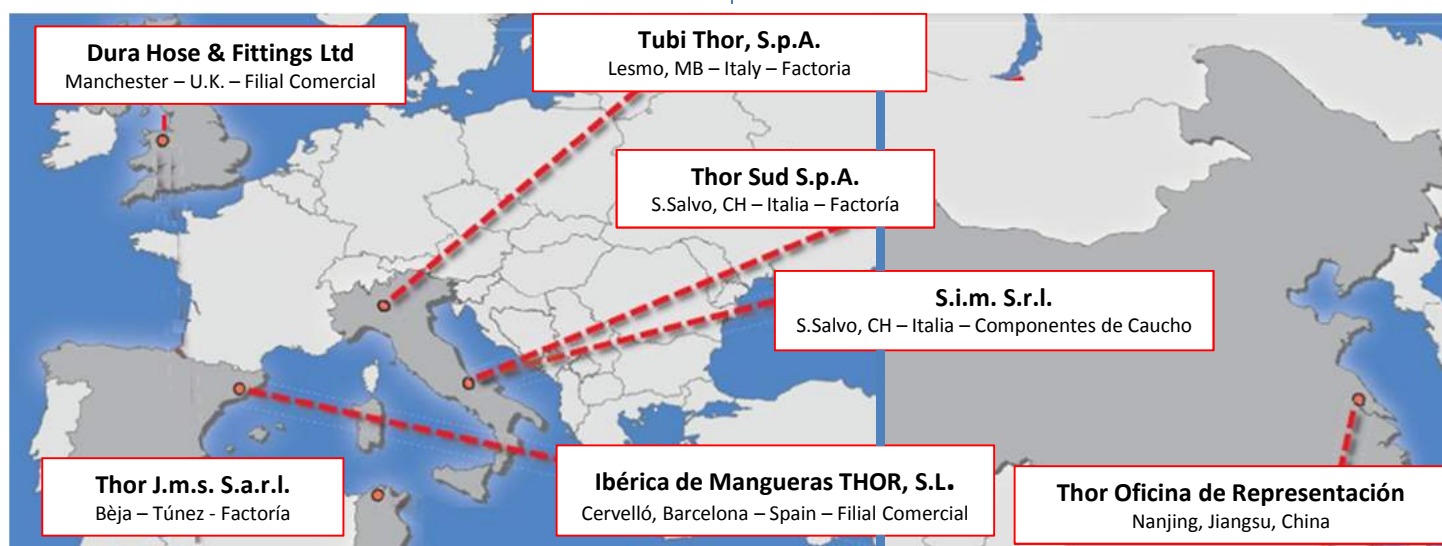 Dura Hose & Fittings Ltd
Manchester – U.K. – Filial Comercial
Tubi Thor, S.p.A.
Lesmo, MB – Italy – Factoria
Thor Sud S.p.A.
S.Salvo, CH – Italia – Factoría
S.i.m. S.r.l.
S.Salvo, CH – Italia – Componentes de Caucho
Thor J.m.s. S.a.r.l.
Bèja – Túnez - Factoría
Ibérica de Mangueras THOR, S.L.
Cervelló, Barcelona – Spain – Filial Comercial
Thor Oficina de Representación
Nanjing, Jiangsu, China